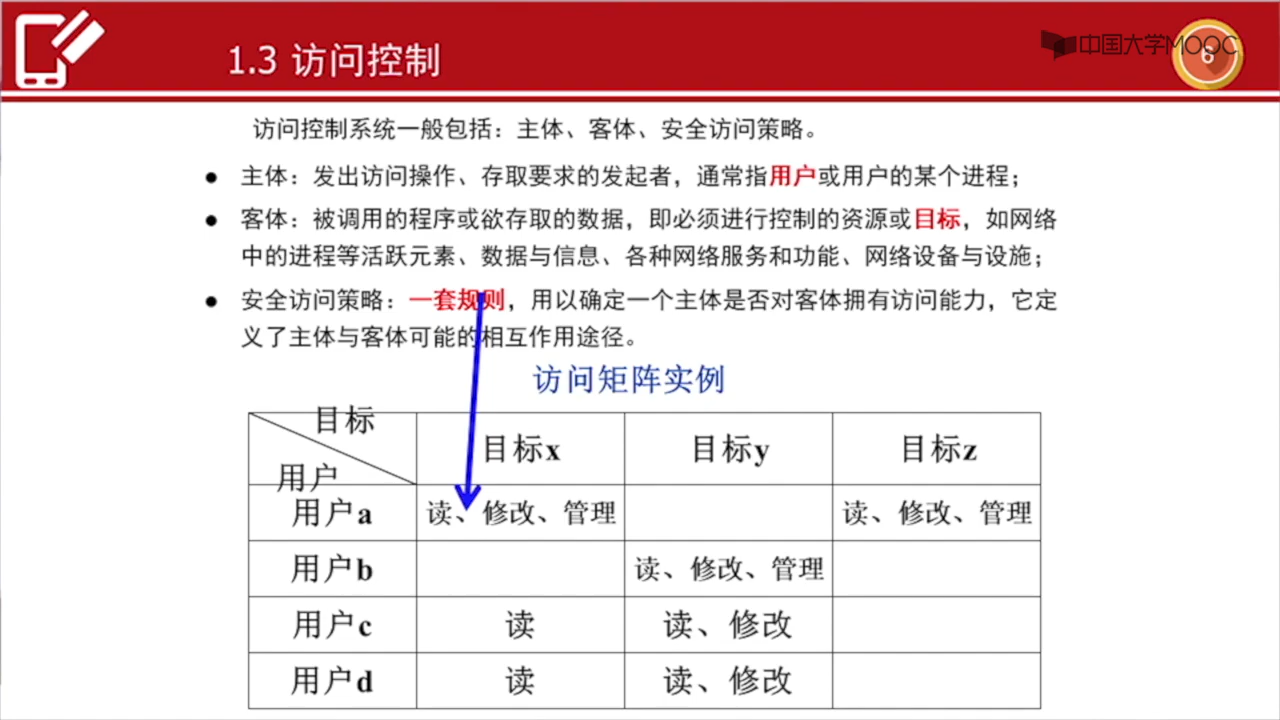 1.3 访问控制
中国大学MOOC
6
访问控制系统一般包括：主体、客体、安全访问策略。
● 主体：发出访问操作、存取要求的发起者，通常指用户或用户的某个进程；
● 客体：被调用的程序或欲存取的数据，即必须进行控制的资源或目标，如网络
中的进程等活跃元素、数据与信息、各种网络服务和功能、网络设备与设施；
● 安全访问策略：一套规则，用以确定一个主体是否对客体拥有访问能力，它定
义了主体与客体可能的相互作用途径。
访问矩阵实例
目标
用户
目标x 目标y 目标z
用户a 读、修改、管理 读、修改、管理
用户b 读、修改、管理
用户c 读 读、修改
用户d 读 读、修改